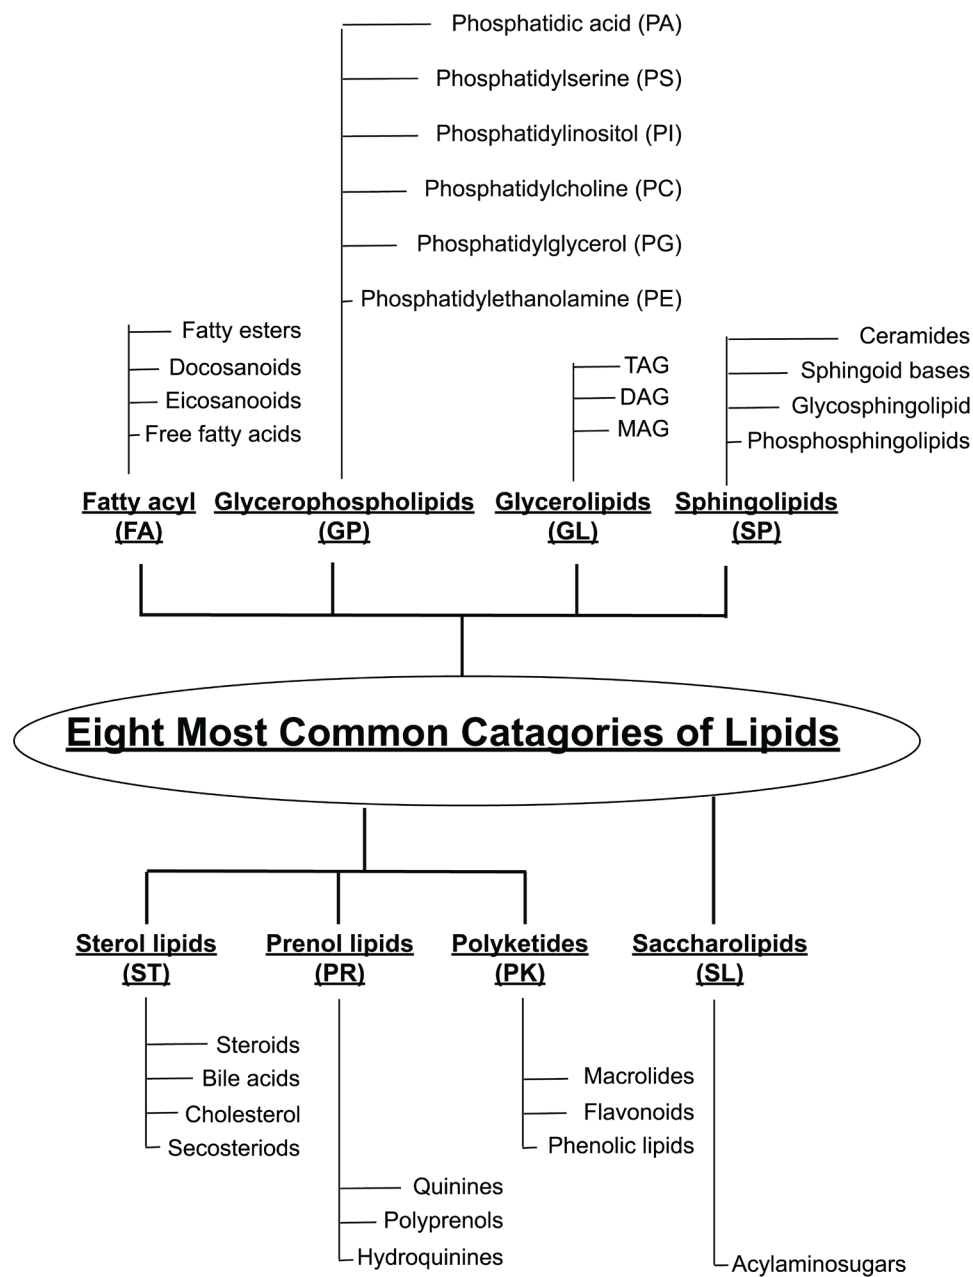 Phosphatidic acid (PA)
Phosphatidylserine (PS)
Phosphatidylinositol (PI)
Phosphatidylcholine (PC)
Phosphatidylglycerol (PG)
Phosphatidylethanolamine (PE)
Fatty esters
Docosanoids
Eicosanooids
Free fatty acids
TAG
DAG
MAG
Ceramides
Sphingoid bases
Glycosphingolipid
Phosphosphingolipids
Fatty acyl
(FA)
Glycerophospholipids
(GP)
Glycerolipids
(GL)
Sphingolipids
(SP)
Eight Most Common Catagories of Lipids
Sterol lipids
(ST)
Prenol lipids
(PR)
Polyketides
(PK)
Saccharolipids
(SL)
Steroids
Bile acids
Cholesterol
Secosteriods
Quinines
Polyprenols
Hydroquinines
Macrolides
Flavonoids
Phenolic lipids
Acylaminosugars